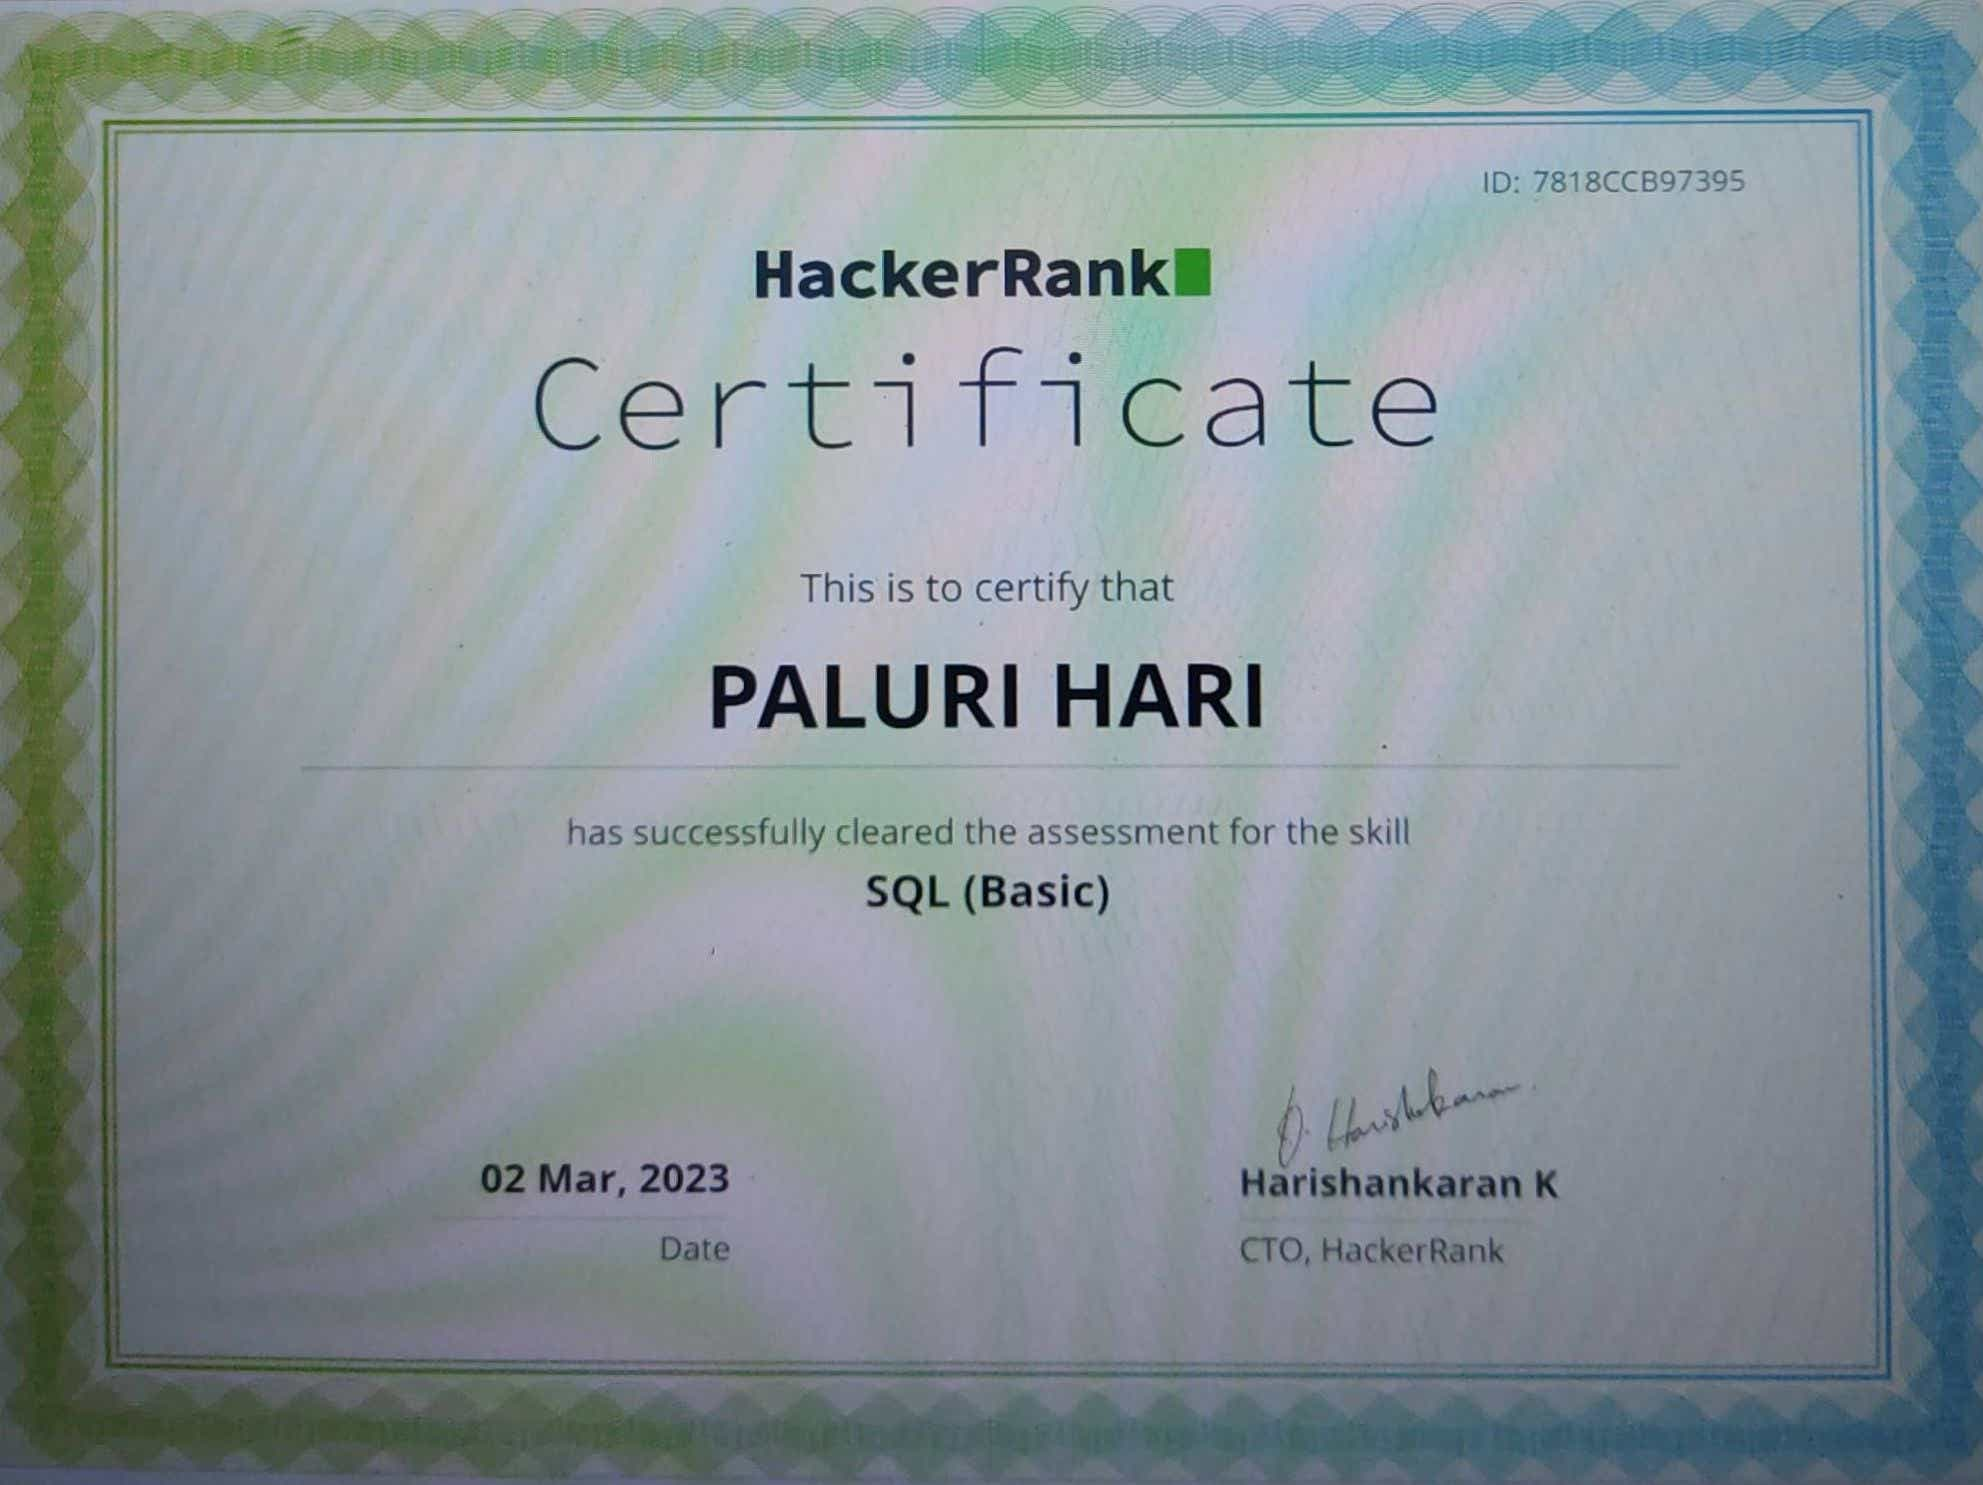 ID: 7818CCB97395
HackerRank
Certificate
This is to certify that
PALURI HARI
has successfully cleared the assessment for the skill
SQL (Basic)
02 Mar, 2023
Date
Harishankaran K
CTO, HackerRank